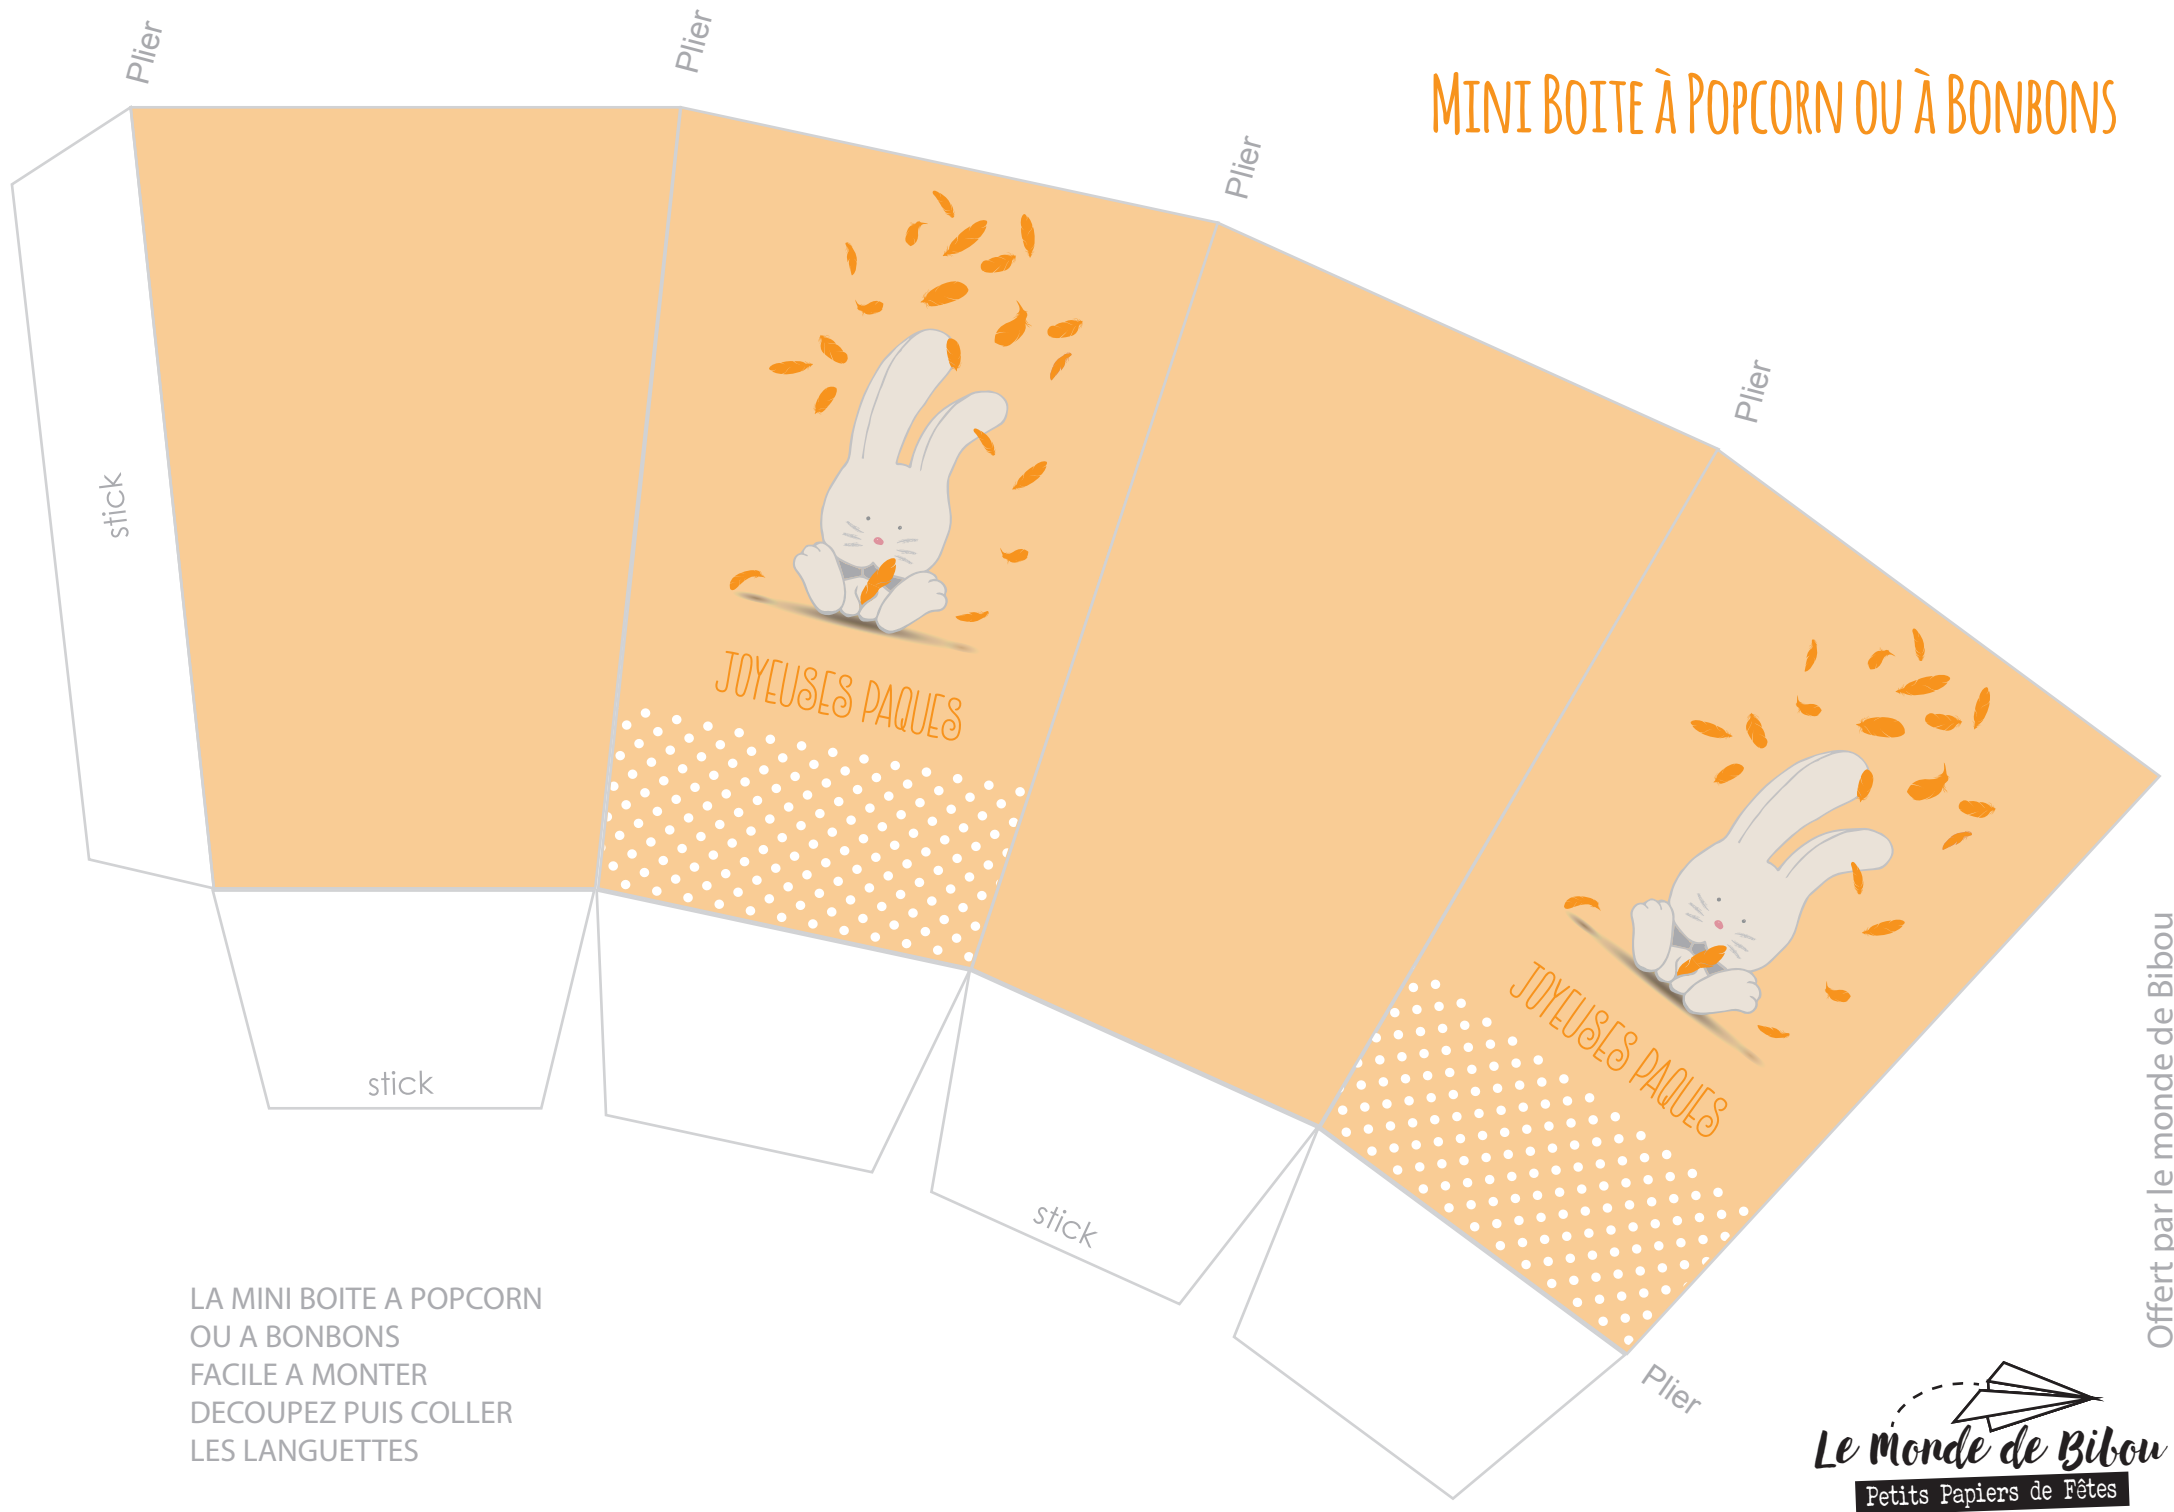 Plier
Plier
MINI BOITE À POPCORN OU À BONBONS
Plier
Plier
stick
JOYEUSES PAQUES
JOYEUSES PAQUES
stick
stick
Plier
LA MINI BOITE A POPCORN
OU A BONBONS
FACILE A MONTER
DECOUPEZ PUIS COLLER
LES LANGUETTES
Offert par le monde de Bibou
Le Monde de Bibou
Petits Papiers de Fêtes